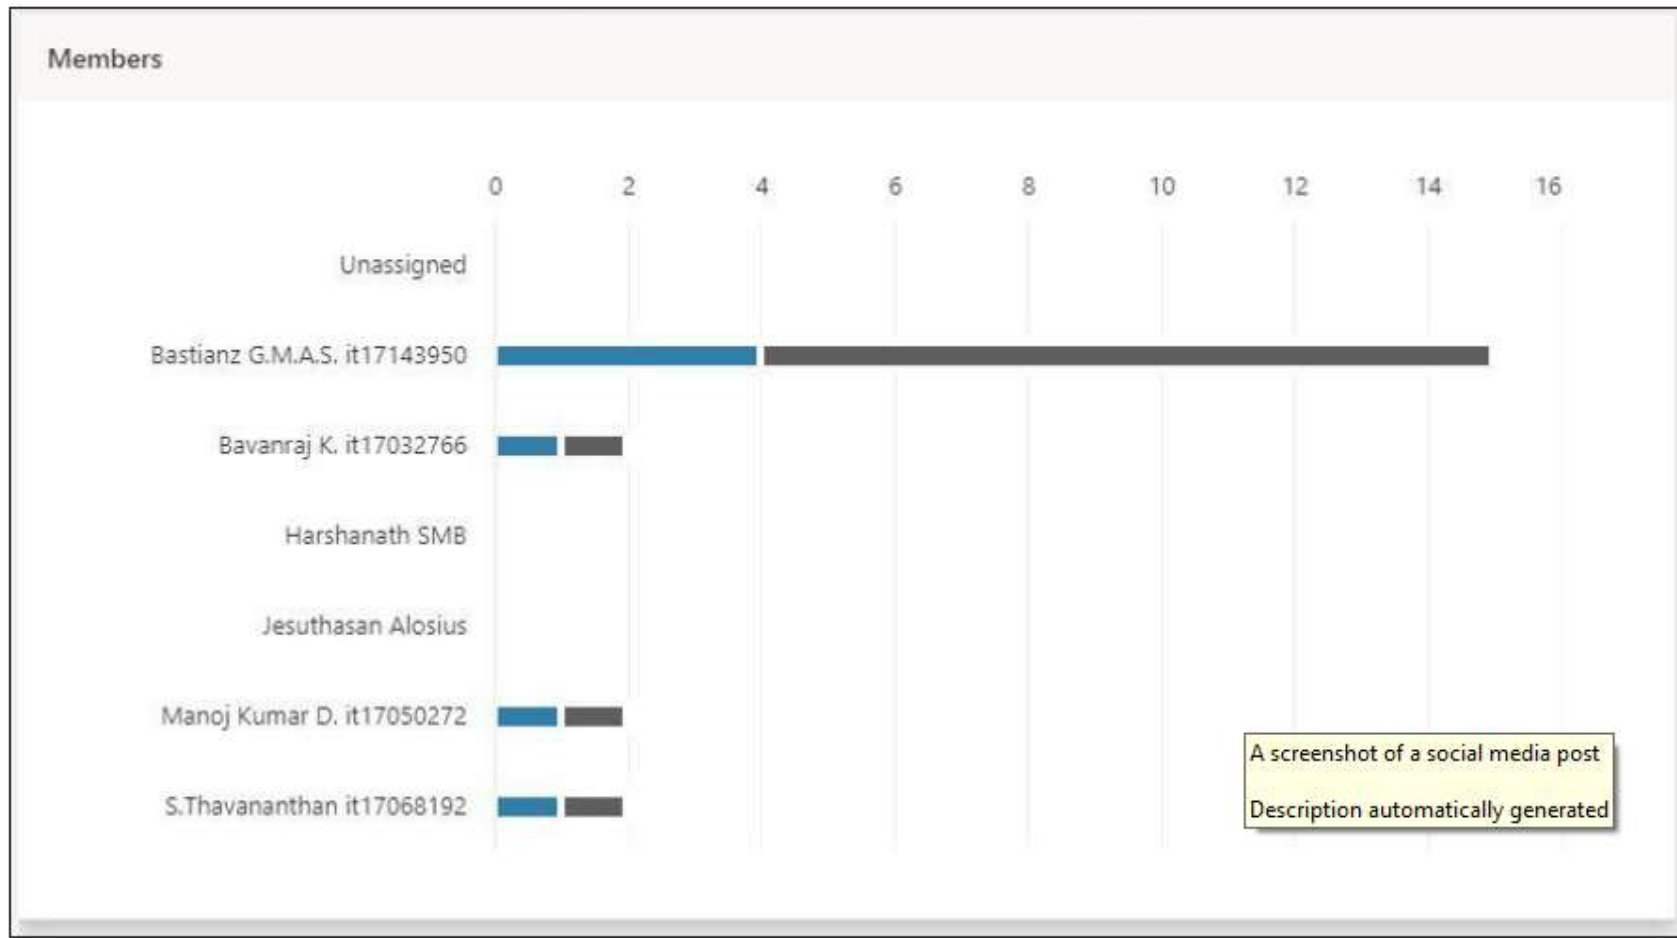 Members
0 2 4 6 8 10 12 14 16
Unassigned
Bastianz G.M.A.S. it17143950
Bavanraj K. it17032766
Harshanath SMB
Jesuthasan Alosius
Manoj Kumar D. it17050272
S.Thavananthan it17068192
A screenshot of a social media post
Description automatically generated